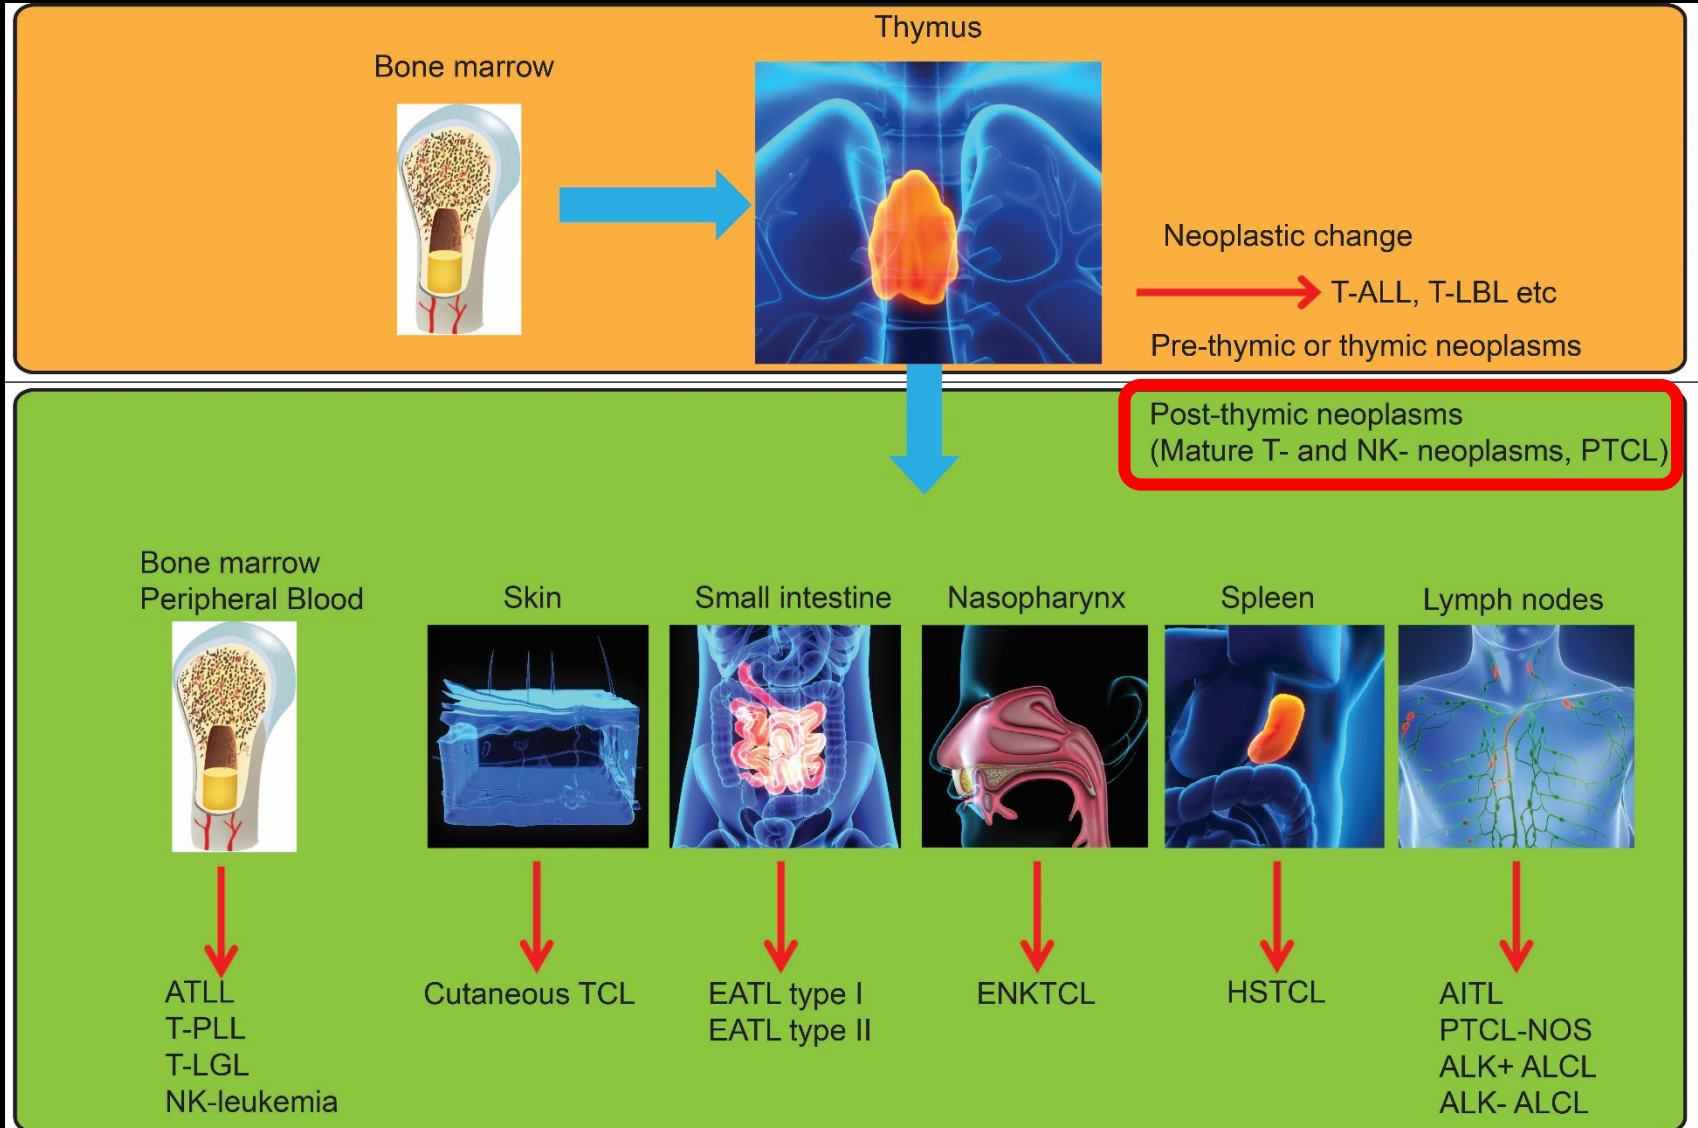 Thymus
Bone marrow
Neoplastic change
T-ALL, T-LBL etc
Pre-thymic or thymic neoplasms
Post-thymic neoplasms
(Mature T- and NK- neoplasms, PTCL)
Bone marrow
Peripheral Blood
Skin
Small intestine
Nasopharynx
Spleen
Lymph nodes
ATLL
T-PLL
T-LGL
NK-leukemia
Cutaneous TCL
EATL type I
EATL type II
ENKTCL
HSTCL
AITL
PTCL-NOS
ALK+ ALCL
ALK- ALCL